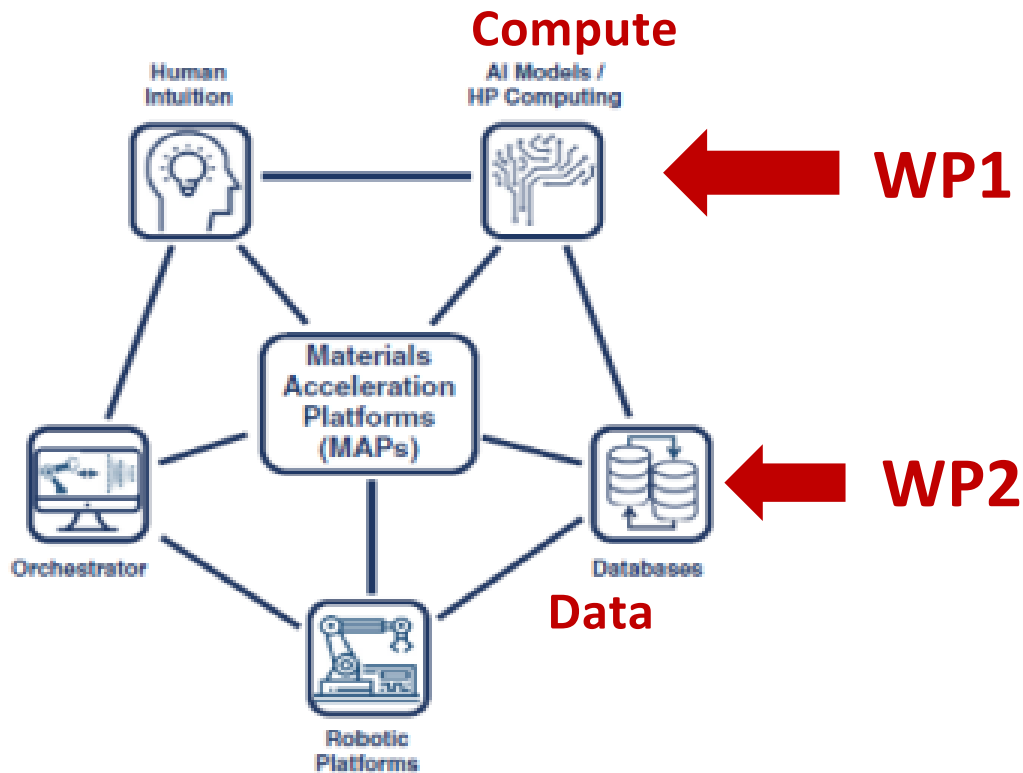 Compute
Human
Intuition
AI Models /
HP Computing
WP1
Materials
Acceleration
Platforms
(MAPs)
WP2
Orchestrator
Databases
Data
Robotic
Platforms